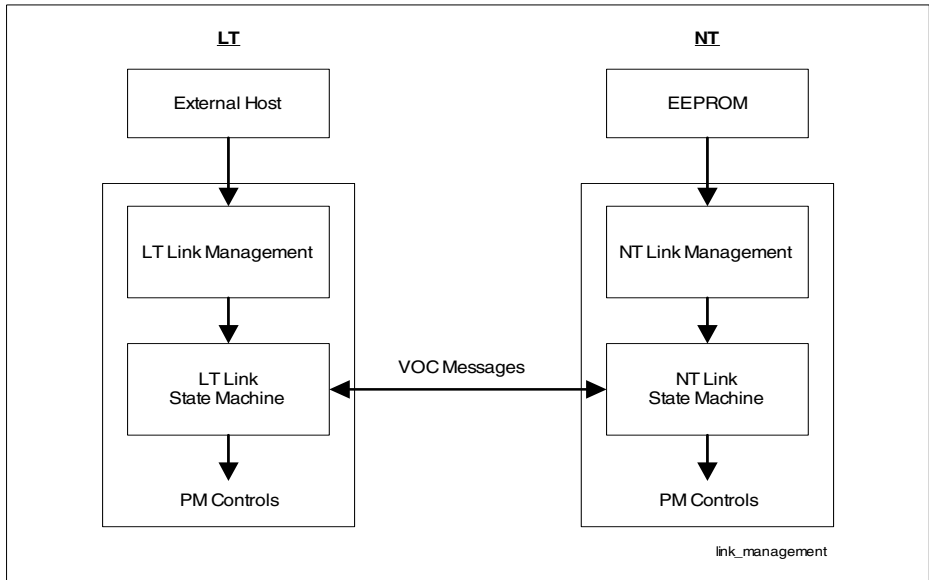 LT
NT
External Host
EEPROM
LT Link Management
NT Link Management
LT Link
State Machine
VOC Messages
NT Link
State Machine
PM Controls
PM Controls
link_management